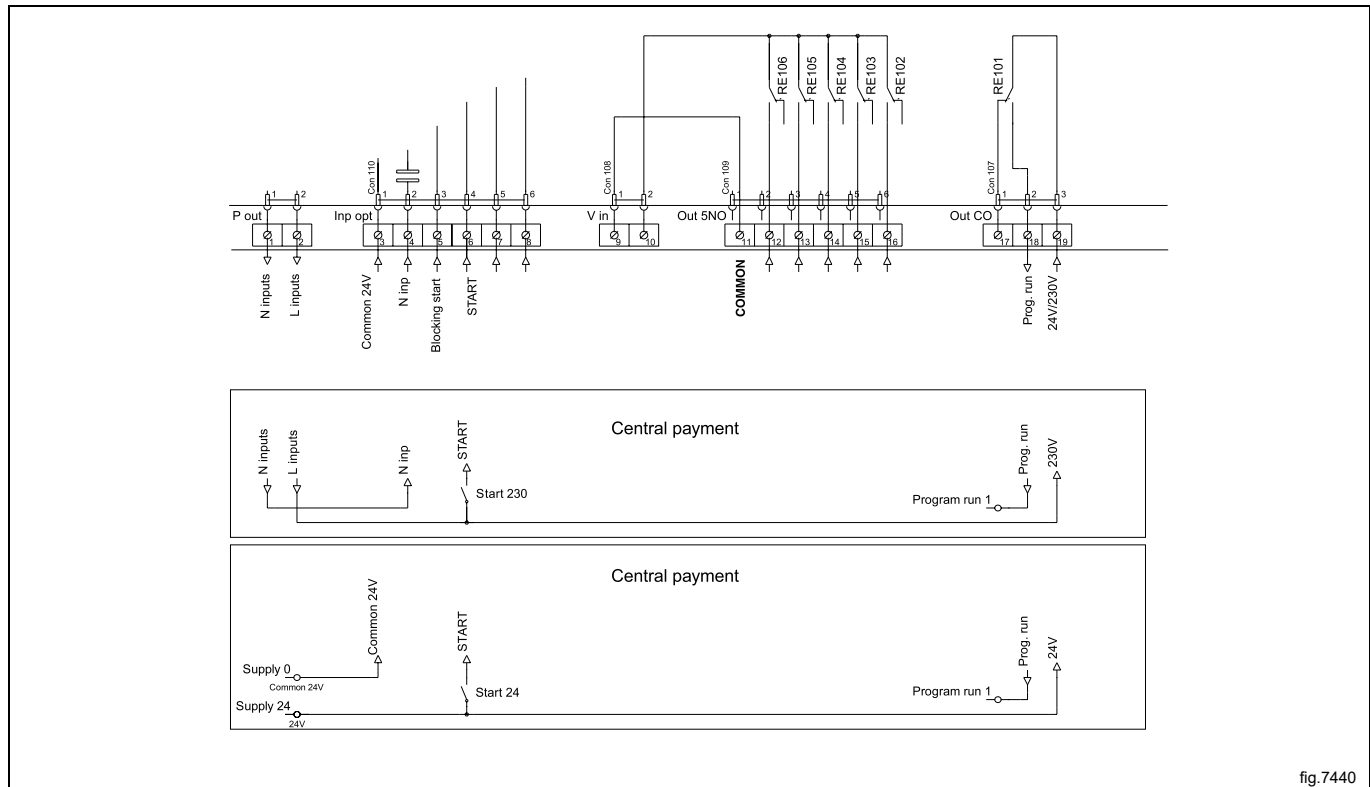 RE106
RE105
RE104
RE103
RE102
RE101
Con 110
Con 108
Con 109
Con 107
1 2
1 2 3 4 5 6
1 2
1 2 3 4 5 6
1 2 3
P out
Inp opt
V in
Out 5NO
Out CO
1 2 3 4 5 6 7 8 9 10 11 12 13 14 15 16 17 18 19
N inputs
L inputs
Common 24V
N inp
Blocking start
START
COMMON
Prog. run
24V/230V
Central payment
N inputs
L inputs
N inp
START
Start 230
Program run 1
Prog. run
230V
Central payment
Common 24V
START
Supply 0
Common 24V
Supply 24
24V
Start 24
Program run 1
Prog. run
24V
fig.7440